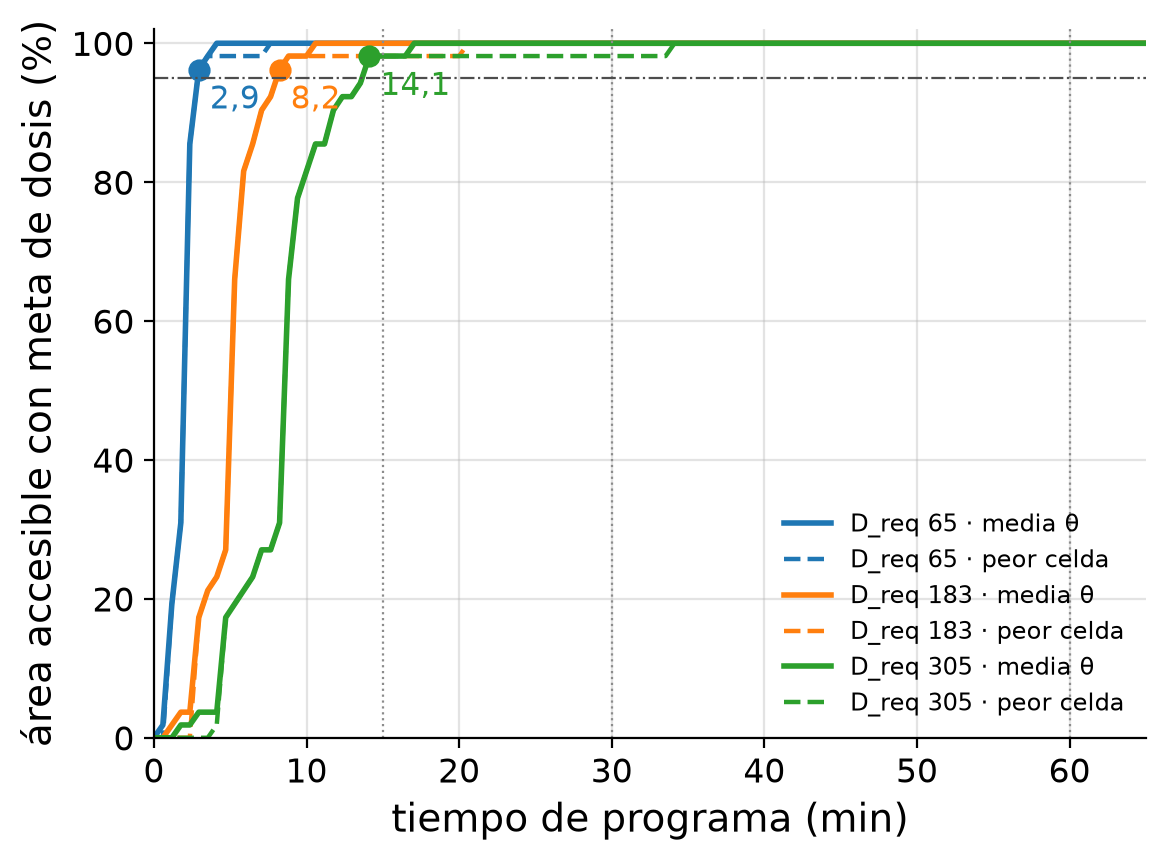 área accesible con meta de dosis (%)
100
80
60
40
20
0
2,9
8,2
14,1
D_req 65 · media θ
D_req 65 · peor celda
D_req 183 · media θ
D_req 183 · peor celda
D_req 305 · media θ
D_req 305 · peor celda
0 10 20 30 40 50 60
tiempo de programa (min)